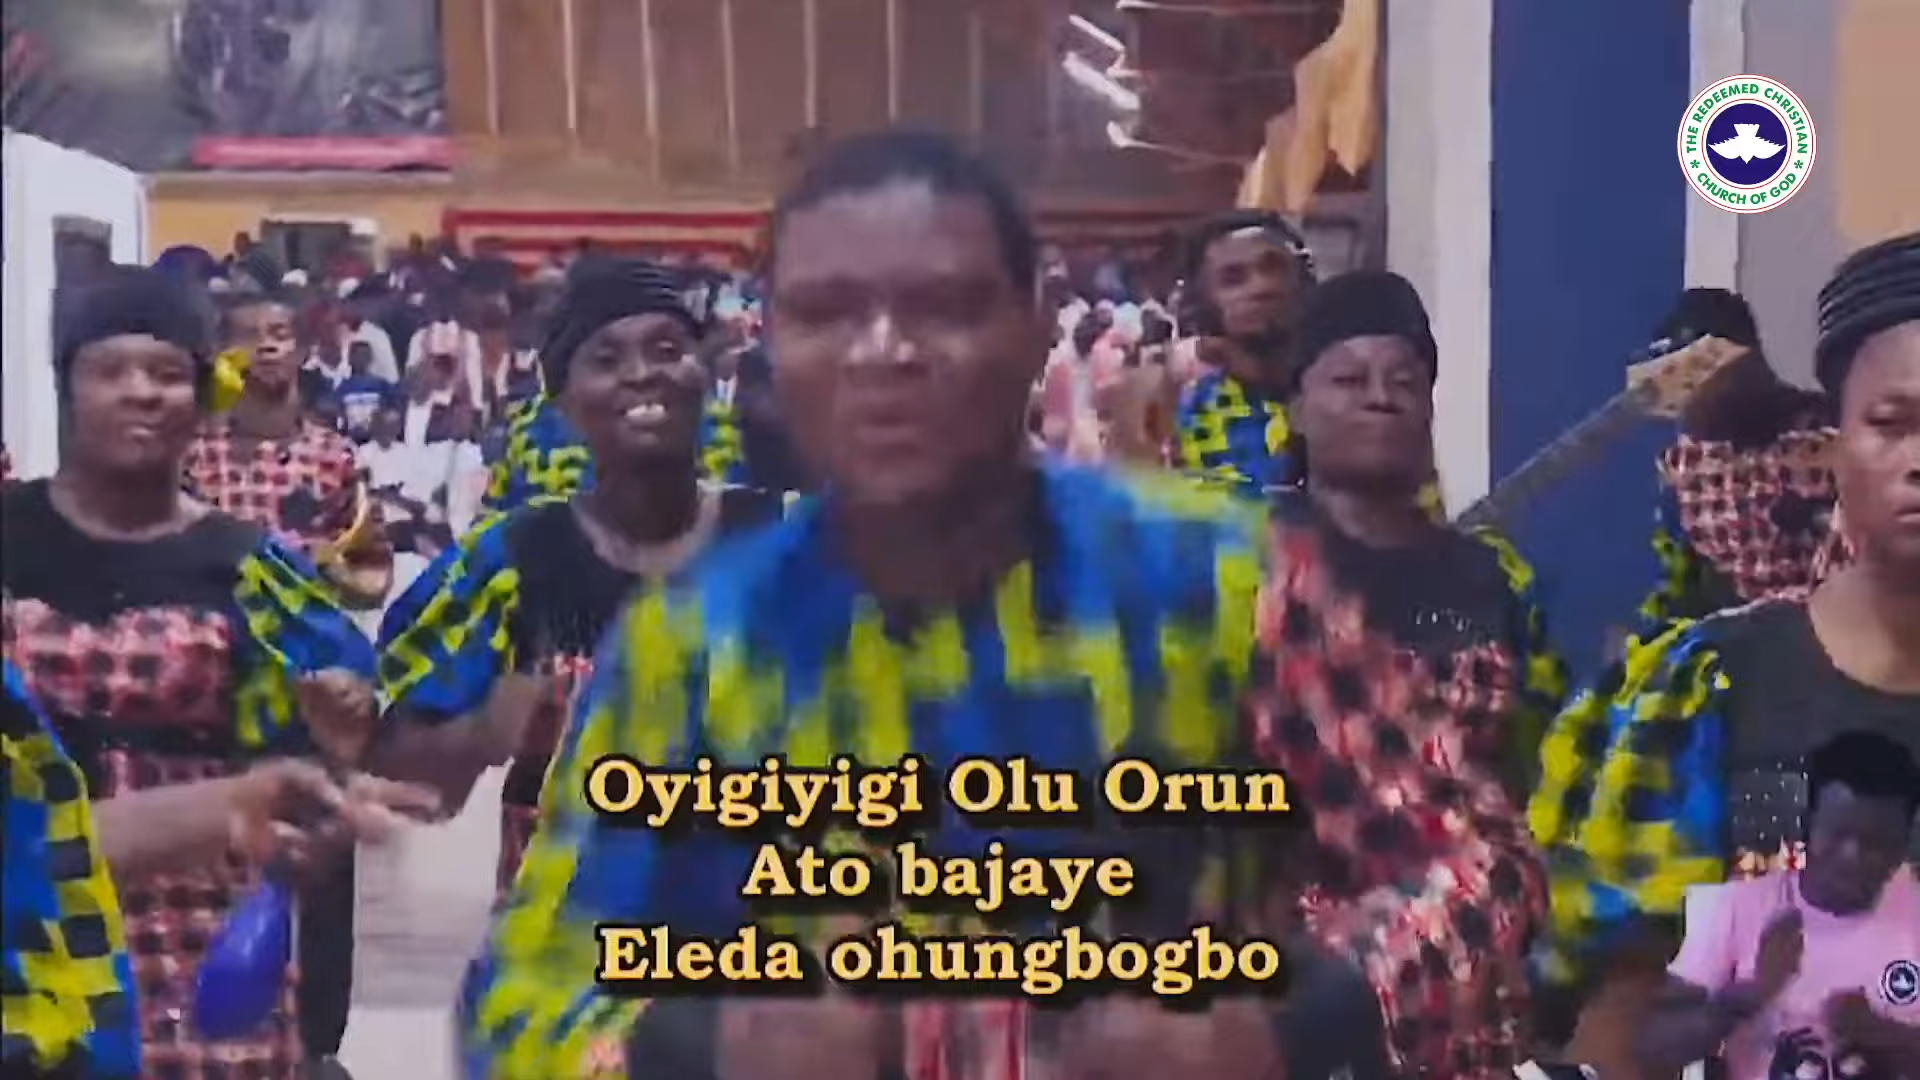 THE REDEEMED CHRISTIAN
CHURCH OF GOD
Oyigiyigi Olu Orun
Ato bajaye
Eleda ohungbogbo